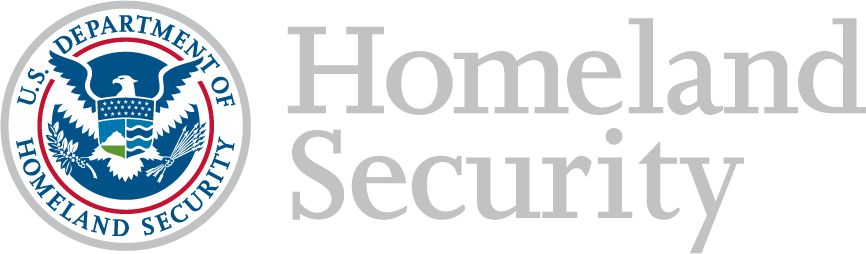 U.S. DEPARTMENT OF
HOMELAND SECURITY
Homeland
Security